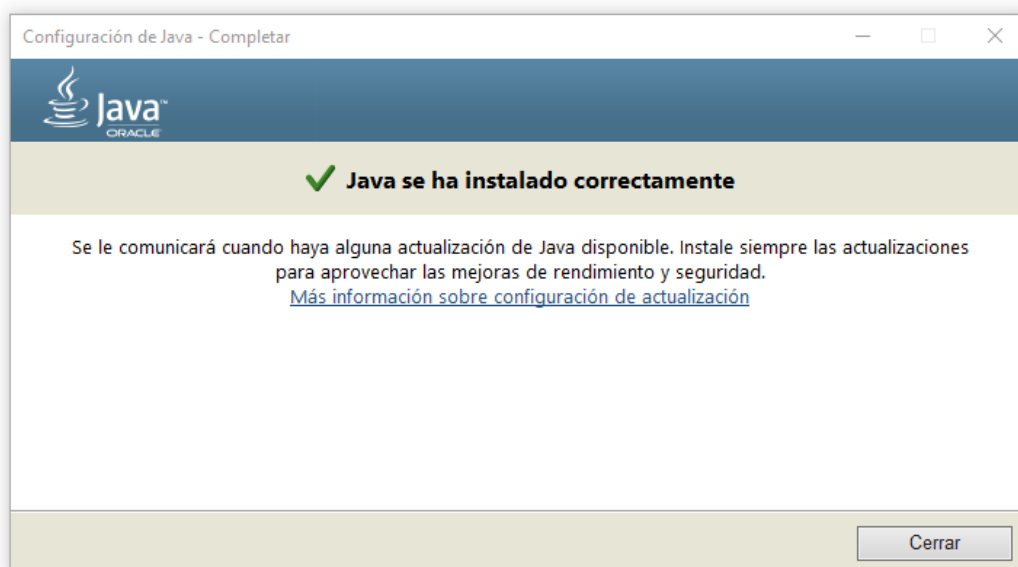 Configuración de Java - Completar
Java™
ORACLE
Java se ha instalado correctamente
Se le comunicará cuando haya alguna actualización de Java disponible. Instale siempre las actualizaciones
para aprovechar las mejoras de rendimiento y seguridad.
Más información sobre configuración de actualización
Cerrar